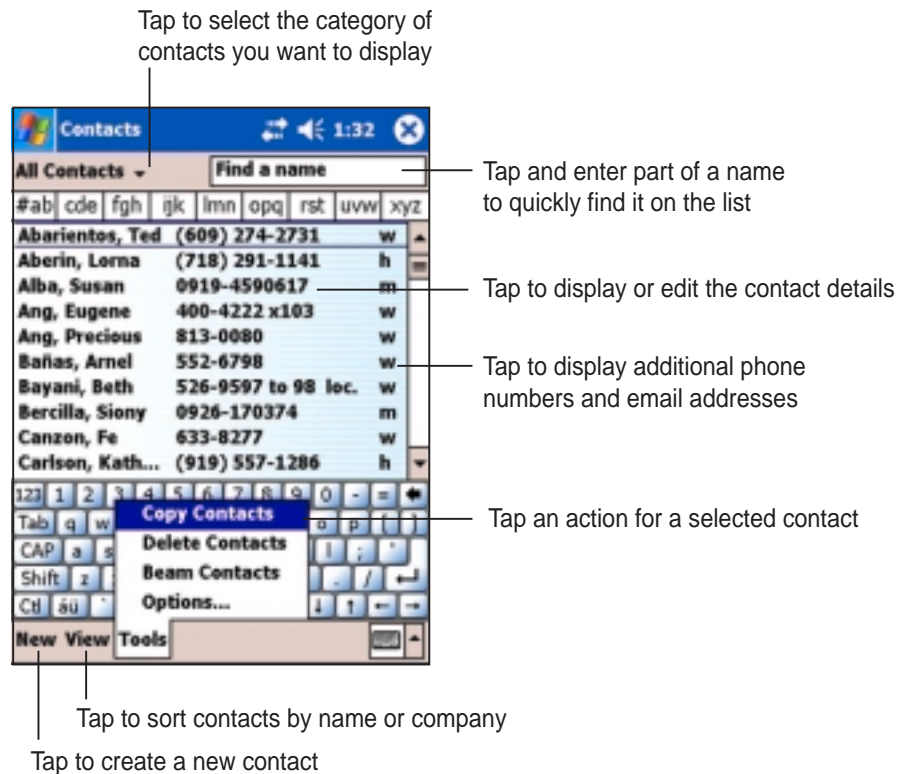 Tap to select the category of
contacts you want to display
Contacts 1:32
All Contacts Find a name
#ab cde fgh ijk lmn opq rst uvw xyz
Abarientos, Ted (609) 274-2731 w
Aberin, Lorna (718) 291-1141 h
Alba, Susan 0919-4590617 m
Ang, Eugene 400-4222 x103 w
Ang, Precious 813-0080 w
Bañas, Arnel 552-6798 w
Bayani, Beth 526-9597 to 98 loc. w
Bercilla, Siony 0926-170374 m
Canzon, Fe 633-8277 w
Carlson, Kath... (919) 557-1286 h
Tap and enter part of a name
to quickly find it on the list
Tap to display or edit the contact details
Tap to display additional phone
numbers and email addresses
123 1 2 3 4 5 6 7 8 9 0 - =
Tab q w o p [ ]
CAP a s l ; '
Shift z . /
Ctl áü `
Copy Contacts
Delete Contacts
Beam Contacts
Options...
Tap an action for a selected contact
New View Tools
Tap to sort contacts by name or company
Tap to create a new contact